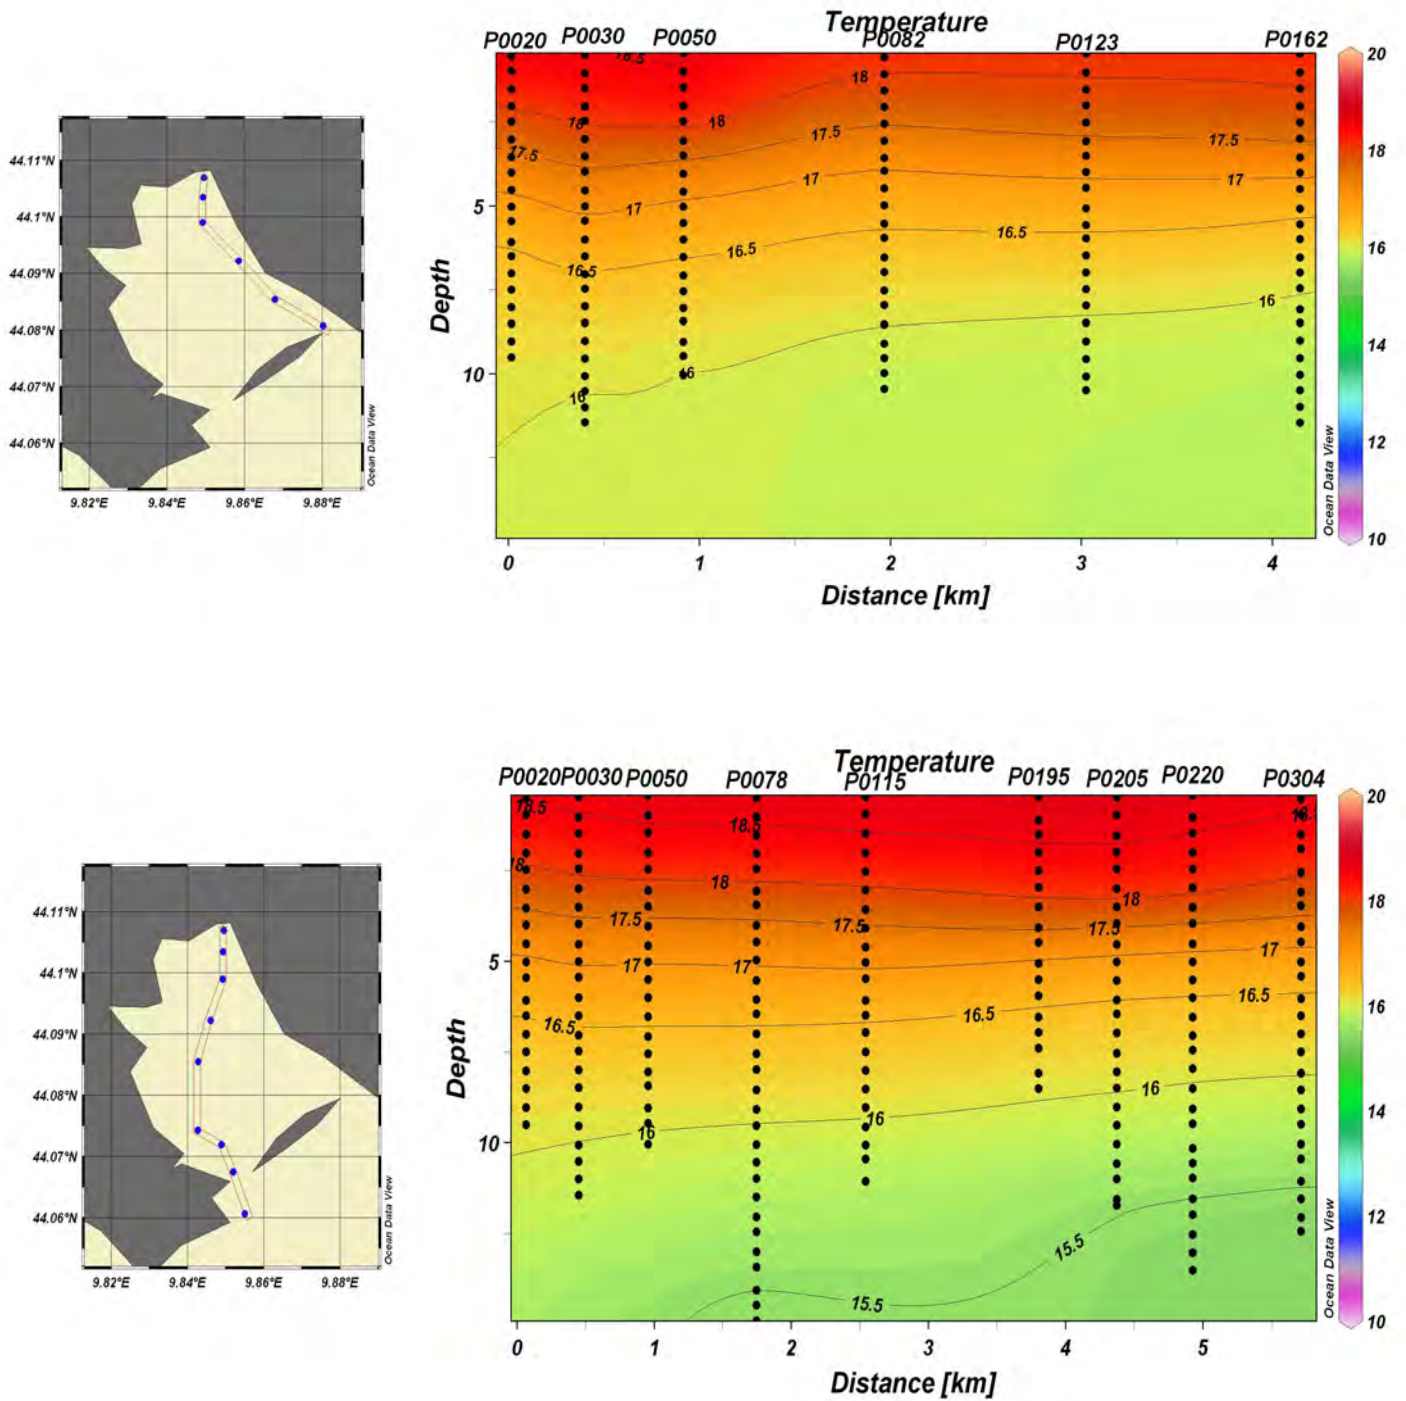 Temperature
P0020 P0030 P0050 P0082 P0123 P0162
18.5
18 18 18
17.5 17.5 17.5
17 17 17
16.5 16.5 16.5
16 16 16
5
10
Depth
0 1 2 3 4
Distance [km]
20
18
16
14
12
10
Ocean Data View
44.11°N
44.1°N
44.09°N
44.08°N
44.07°N
44.06°N
9.82°E 9.84°E 9.86°E 9.88°E
Ocean Data View
Temperature
P0020 P0030 P0050 P0078 P0115 P0195 P0205 P0220 P0304
18.5 18.5 18.
18 18 18
17.5 17.5 17.5
17 17 17
16.5 16.5 16.5
16 16 16
15.5 15.5
5
10
Depth
0 1 2 3 4 5
Distance [km]
20
18
16
14
12
10
Ocean Data View
44.11°N
44.1°N
44.09°N
44.08°N
44.07°N
44.06°N
9.82°E 9.84°E 9.86°E 9.88°E
Ocean Data View